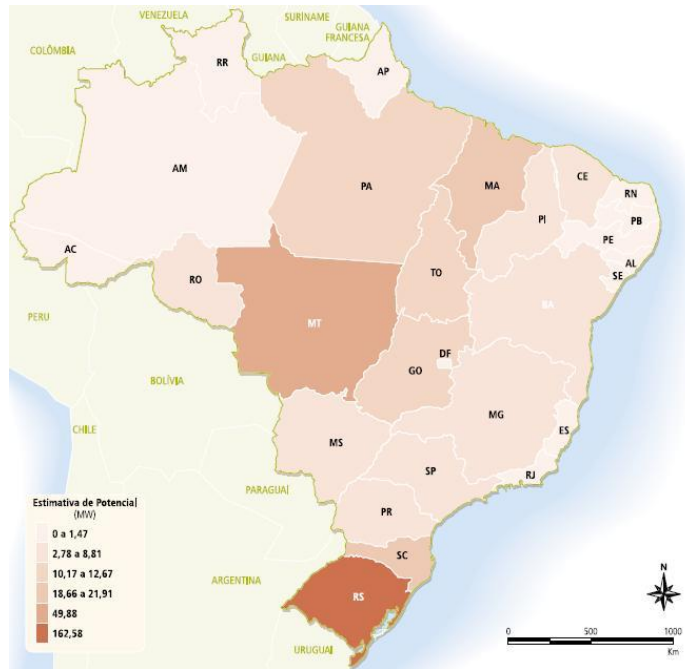 VENEZUELA
SURINAME
GUIANA
FRANCESA
COLÔMBIA
GUIANA
RR
AP
AM
PA
MA
CE
RN
PB
PI
PE
AL
SE
AC
RO
TO
BA
PERU
MT
DF
GO
BOLÍVIA
MG
ES
CHILE
MS
SP
RJ
PARAGUAI
PR
SC
ARGENTINA
RS
URUGUAI
Estimativa de Potencial
(MW)
0 a 1,47
2,78 a 8,81
10,17 a 12,67
18,66 a 21,91
49,88
162,58
N
0 500 1000
Km